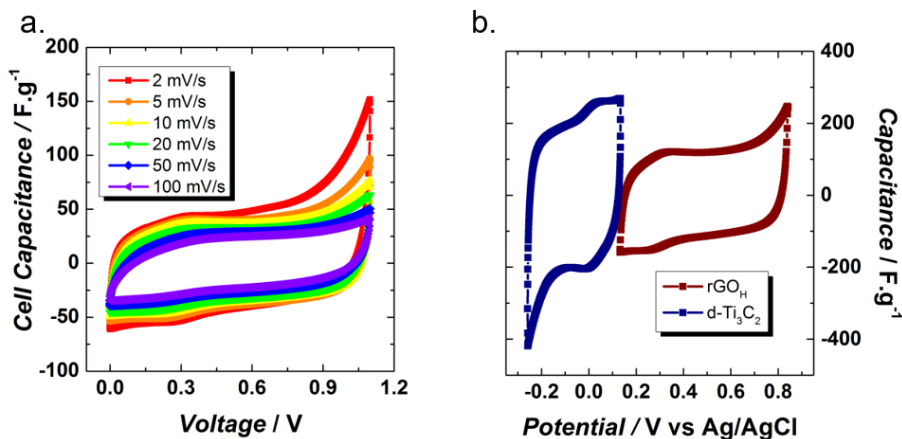 a.
200
150
100
50
0
-50
-100
Cell Capacitance / F.g⁻¹
2 mV/s
5 mV/s
10 mV/s
20 mV/s
50 mV/s
100 mV/s
0.0 0.3 0.6 0.9 1.2
Voltage / V
b.
400
200
0
-200
-400
Capacitance / F.g⁻¹
rGO_H
d-Ti₃C₂
-0.2 0.0 0.2 0.4 0.6 0.8
Potential / V vs Ag/AgCl